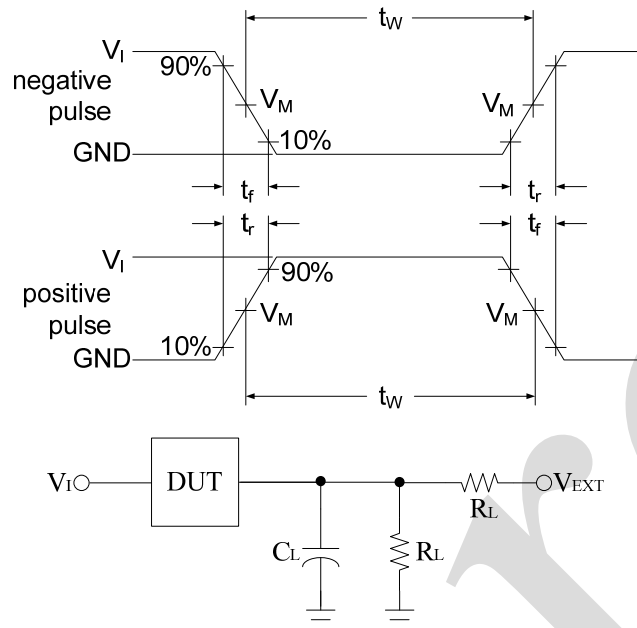 tW
VI
90%
negative
pulse
VM
VM
10%
GND
tf
tr
tr
tf
VI
90%
positive
pulse
VM
VM
10%
GND
tW
VI
DUT
VEXT
RL
CL
RL